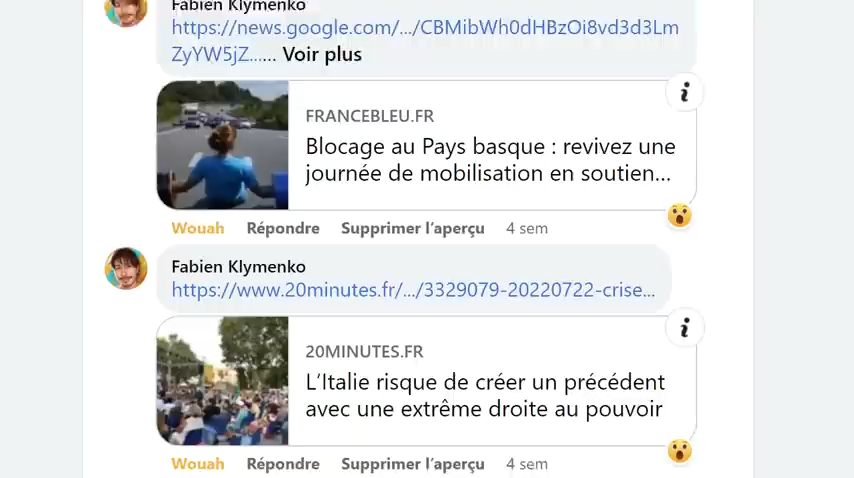 Fabien Klymenko
https://news.google.com/.../CBMibWh0dHBzOi8vd3d3Lm
ZyYW5jZ...... Voir plus
FRANCEBLEU.FR
Blocage au Pays basque : revivez une
journée de mobilisation en soutien...
Wouah Répondre Supprimer l'aperçu 4 sem
Fabien Klymenko
https://www.20minutes.fr/.../3329079-20220722-crise...
20MINUTES.FR
L'Italie risque de créer un précédent
avec une extrême droite au pouvoir
Wouah Répondre Supprimer l'aperçu 4 sem